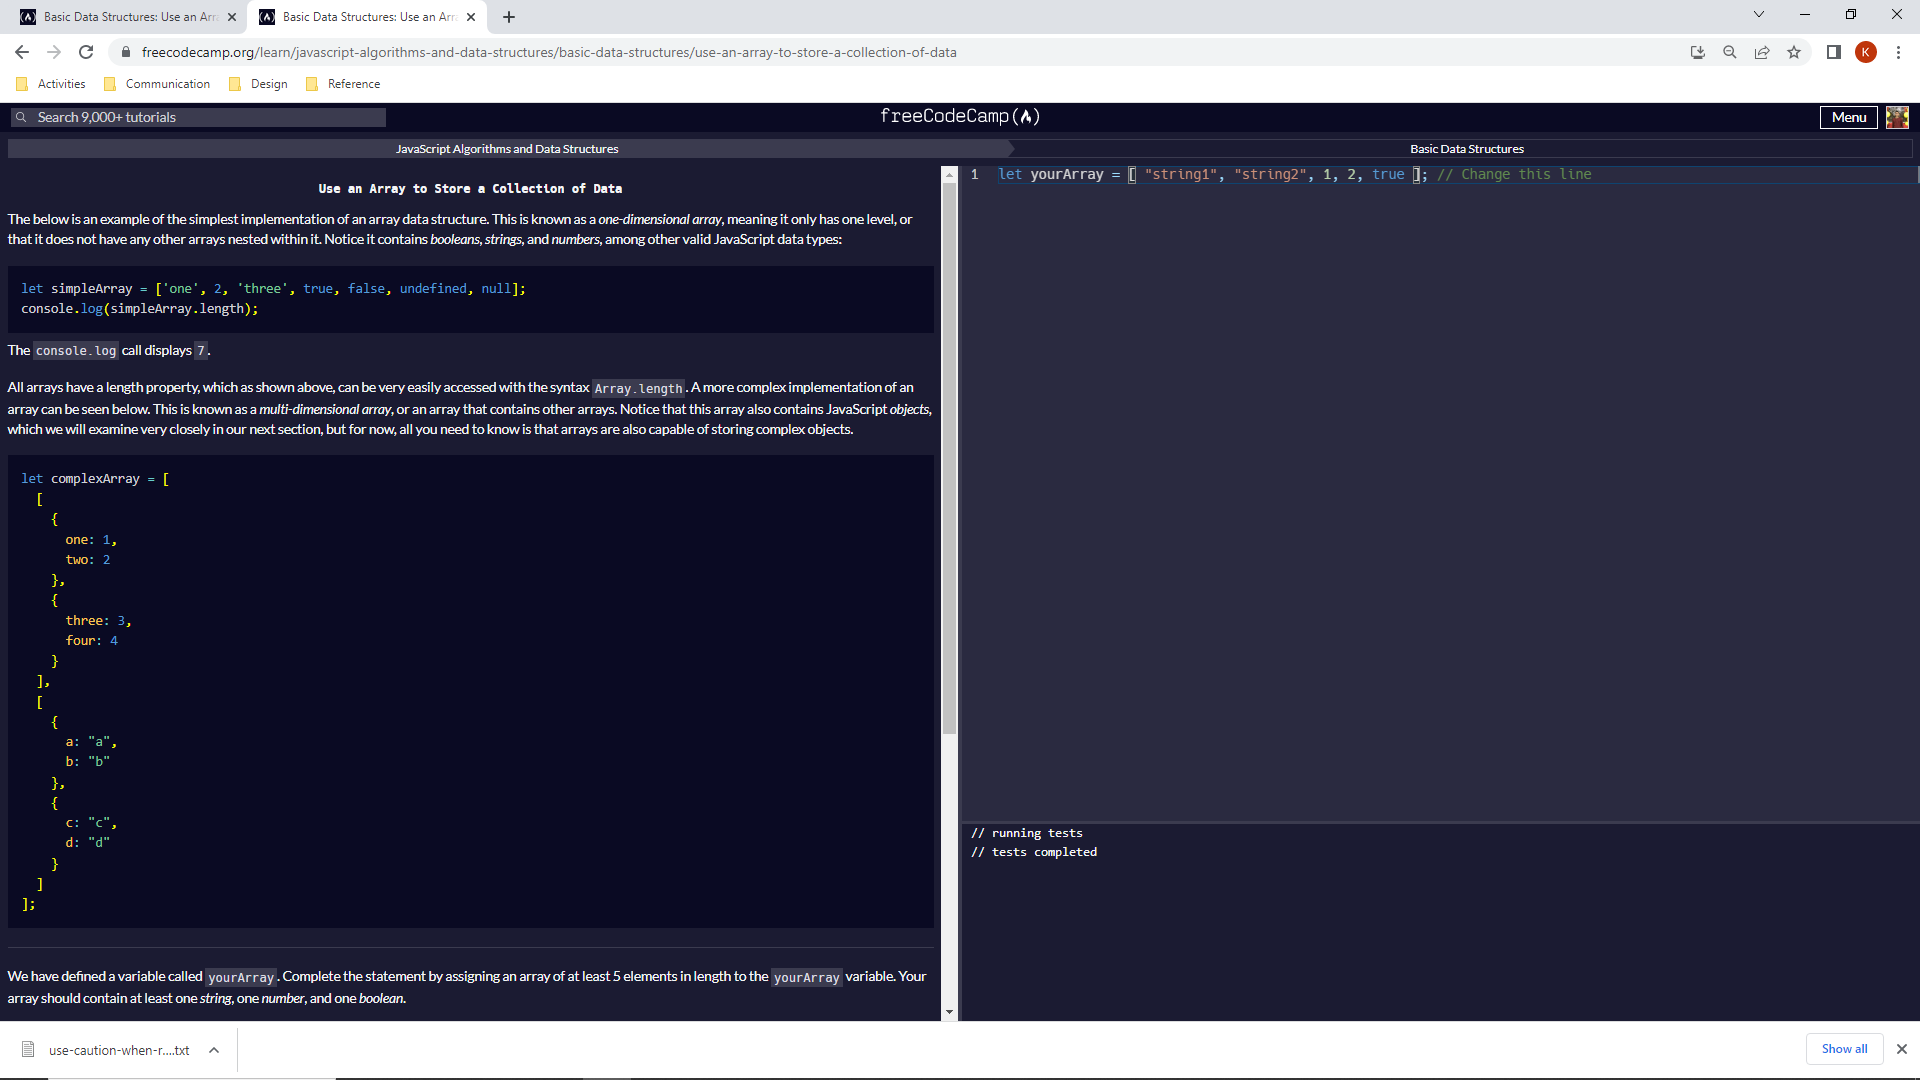 Basic Data Structures: Use an Arr
Basic Data Structures: Use an Arr
freecodecamp.org/learn/javascript-algorithms-and-data-structures/basic-data-structures/use-an-array-to-store-a-collection-of-data
K
Activities
Communication
Design
Reference
Search 9,000+ tutorials
freeCodeCamp
Menu
JavaScript Algorithms and Data Structures
Basic Data Structures
Use an Array to Store a Collection of Data
The below is an example of the simplest implementation of an array data structure. This is known as a one-dimensional array, meaning it only has one level, or
that it does not have any other arrays nested within it. Notice it contains booleans, strings, and numbers, among other valid JavaScript data types:
let simpleArray = ['one', 2, 'three', true, false, undefined, null];
console.log(simpleArray.length);
The console.log call displays 7.
All arrays have a length property, which as shown above, can be very easily accessed with the syntax Array.length. A more complex implementation of an
array can be seen below. This is known as a multi-dimensional array, or an array that contains other arrays. Notice that this array also contains JavaScript objects,
which we will examine very closely in our next section, but for now, all you need to know is that arrays are also capable of storing complex objects.
let complexArray = [
[
{
one: 1,
two: 2
},
{
three: 3,
four: 4
}
],
[
{
a: "a",
b: "b"
},
{
c: "c",
d: "d"
}
]
];
We have defined a variable called yourArray. Complete the statement by assigning an array of at least 5 elements in length to the yourArray variable. Your
array should contain at least one string, one number, and one boolean.
1 let yourArray = [ "string1", "string2", 1, 2, true ]; // Change this line
// running tests
// tests completed
use-caution-when-r....txt
Show all